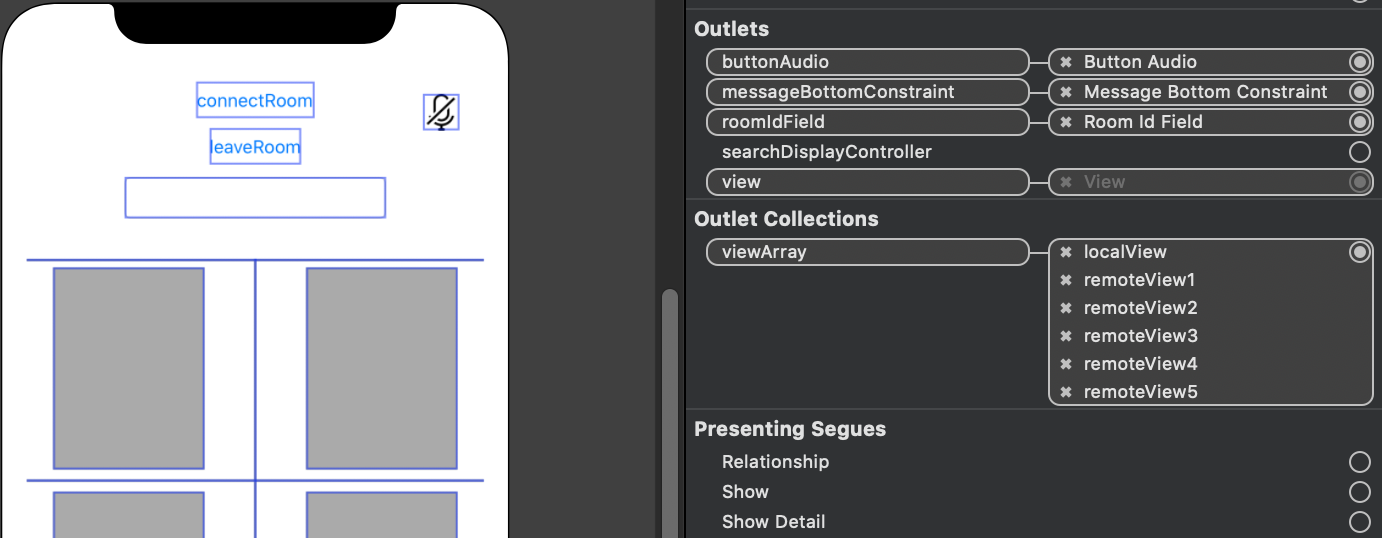 connectRoom
leaveRoom
Outlets
buttonAudio ✖ Button Audio
messageBottomConstraint ✖ Message Bottom Constraint
roomIdField ✖ Room Id Field
searchDisplayController
view ✖ View
Outlet Collections
viewArray ✖ localView
✖ remoteView1
✖ remoteView2
✖ remoteView3
✖ remoteView4
✖ remoteView5
Presenting Segues
Relationship
Show
Show Detail